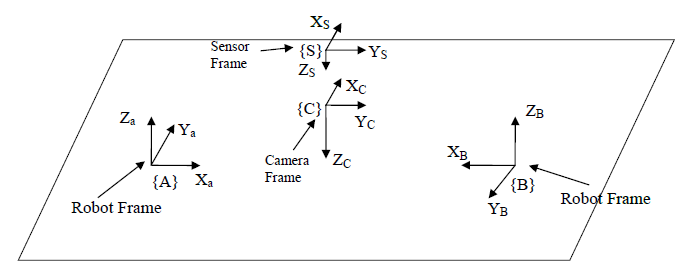 XS
Sensor
Frame
{S}
YS
ZS
XC
{C}
YC
Camera
Frame
ZC
Za
Ya
{A}
Xa
Robot Frame
ZB
XB
{B}
YB
Robot Frame